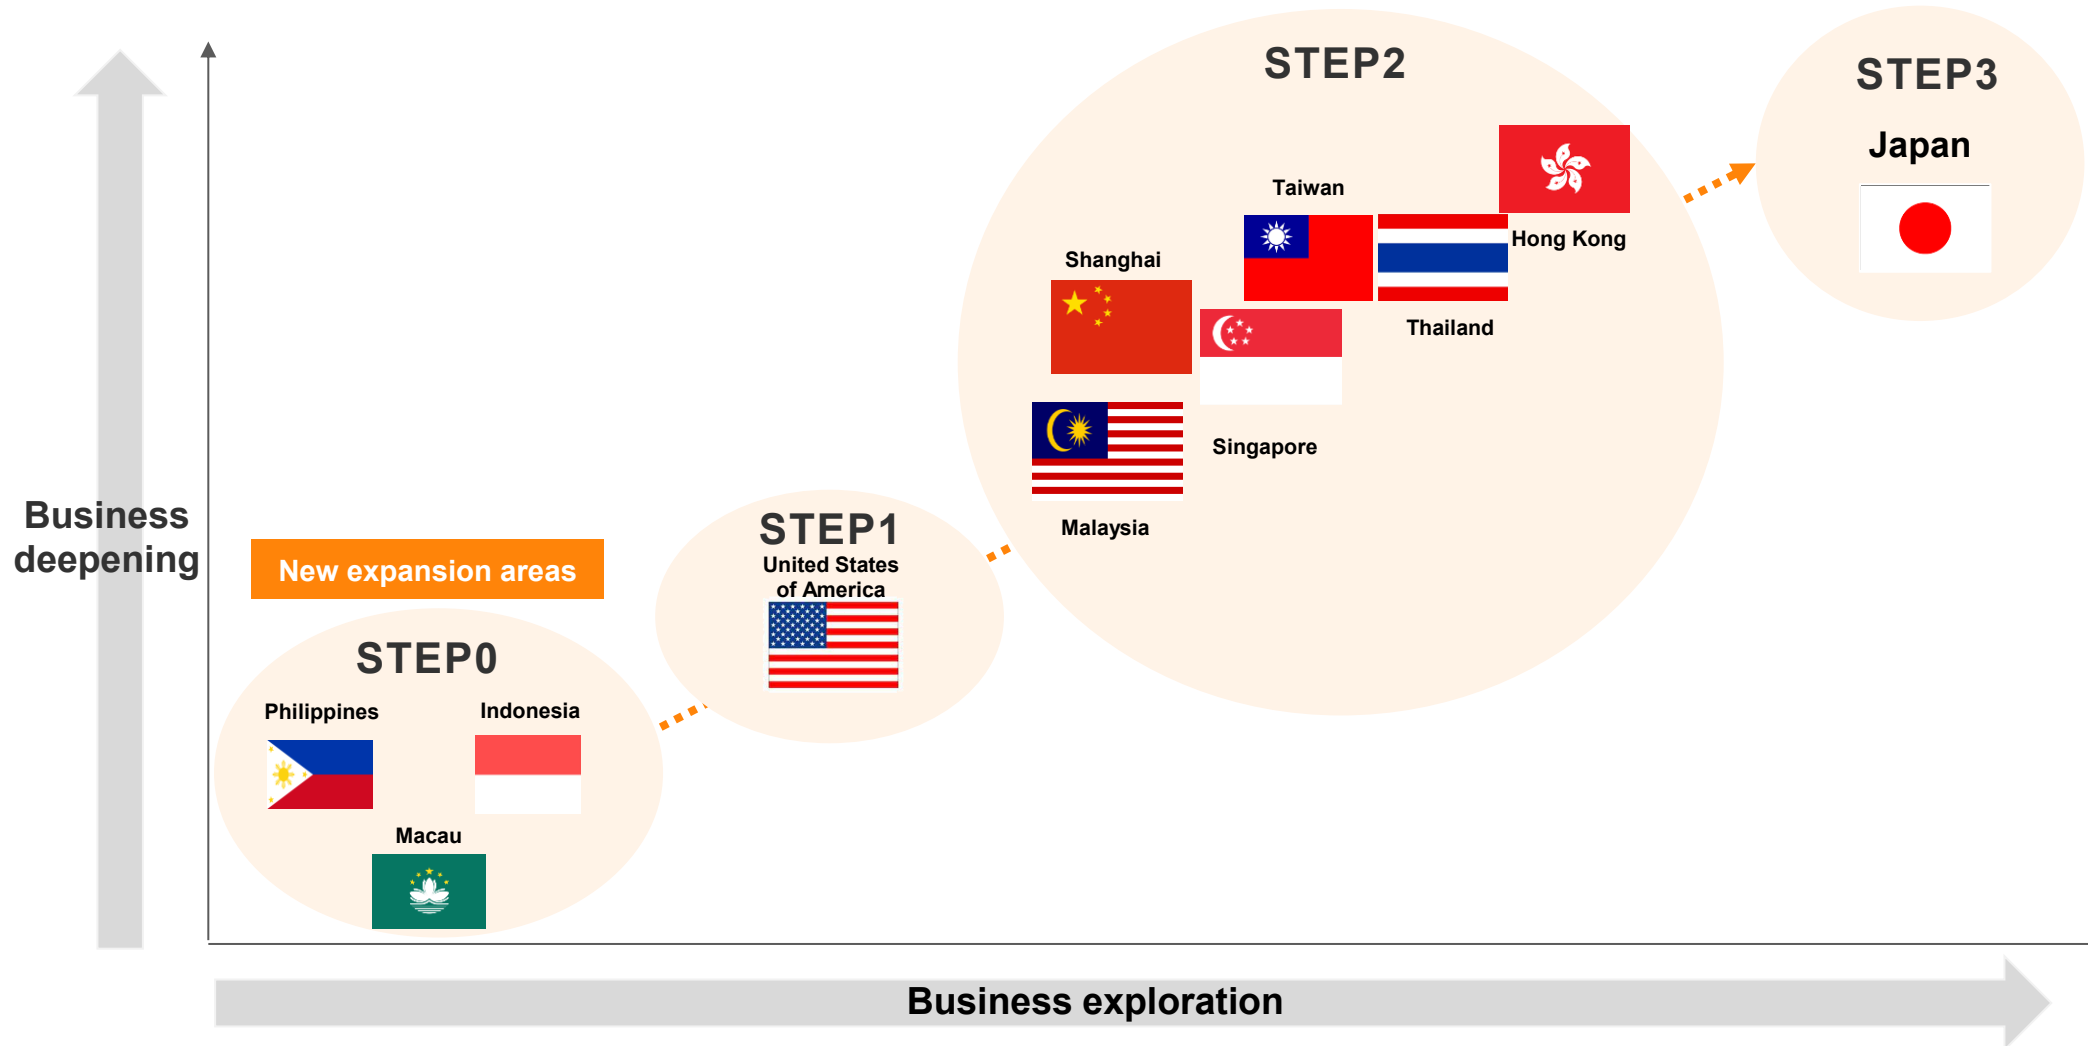 STEP2
STEP3
Japan
Taiwan
Hong Kong
Shanghai
Thailand
Singapore
Malaysia
Business
deepening
New expansion areas
STEP1
United States
of America
STEP0
Philippines
Indonesia
Macau
Business exploration